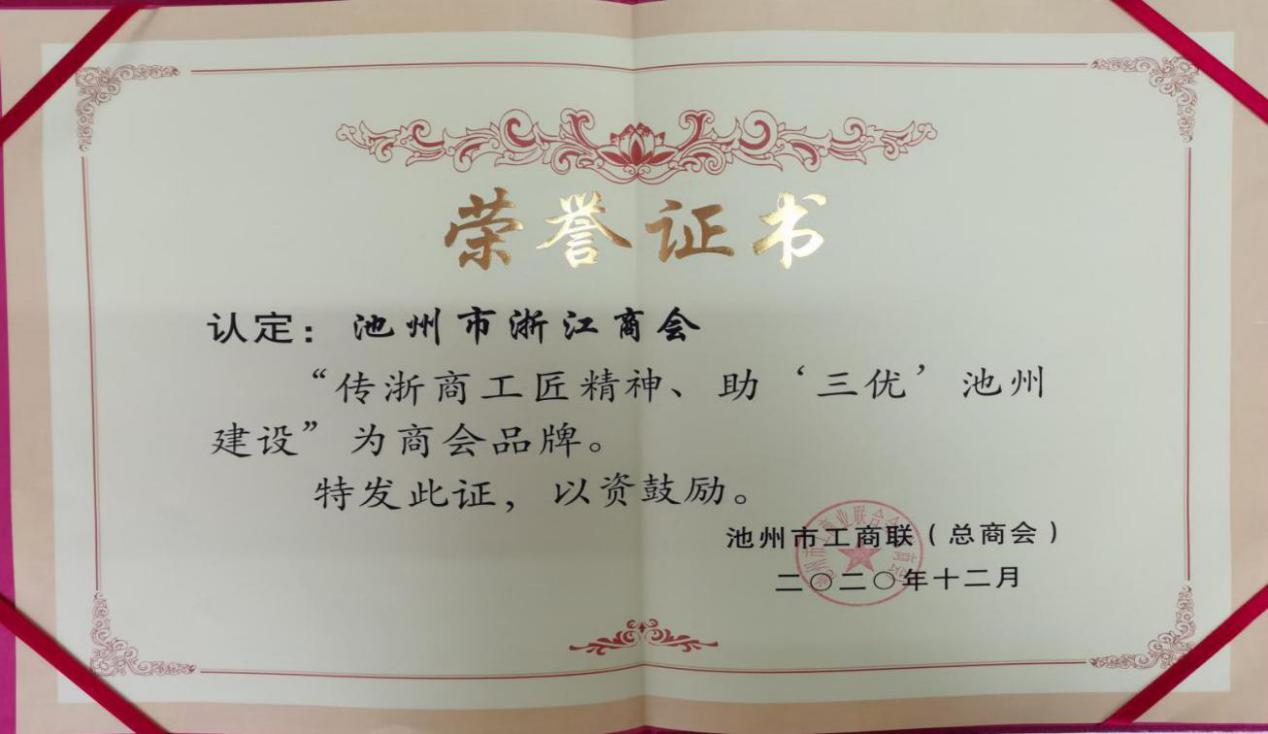 荣誉证书
认定：池州市浙江商会
“传浙商工匠精神、助‘三优’池州
建设”为商会品牌。
特发此证，以资鼓励。
池州市工商联（总商会）
二〇二〇年十二月